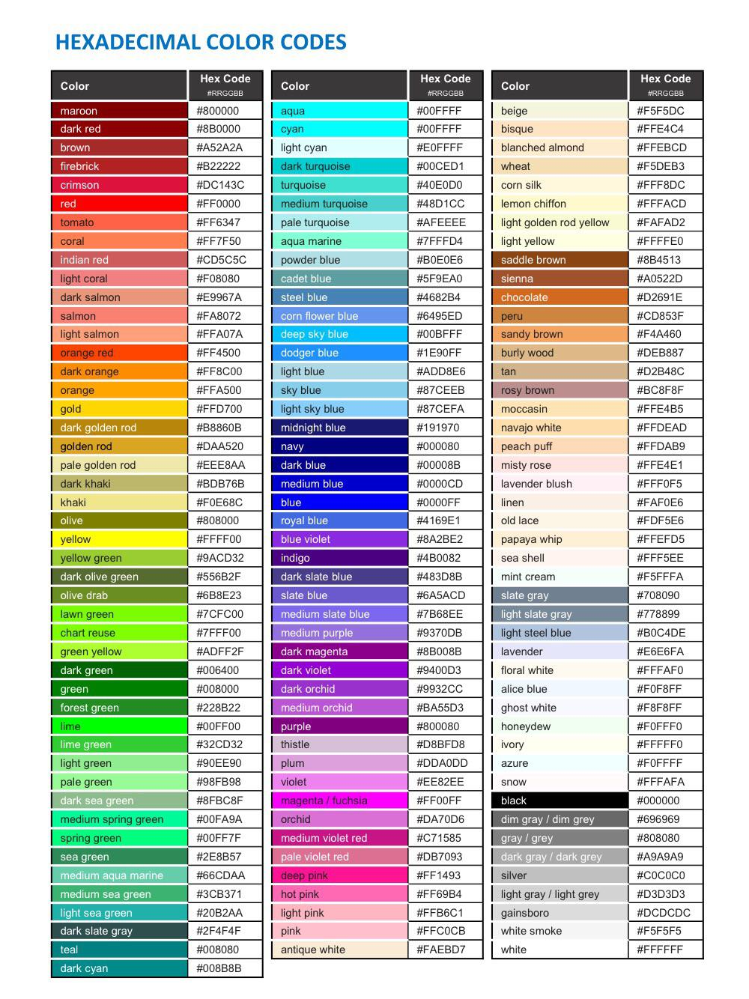 HEXADECIMAL COLOR CODES
Color Hex Code #RRGGBB
maroon #800000
dark red #8B0000
brown #A52A2A
firebrick #B22222
crimson #DC143C
red #FF0000
tomato #FF6347
coral #FF7F50
indian red #CD5C5C
light coral #F08080
dark salmon #E9967A
salmon #FA8072
light salmon #FFA07A
orange red #FF4500
dark orange #FF8C00
orange #FFA500
gold #FFD700
dark golden rod #B8860B
golden rod #DAA520
pale golden rod #EEE8AA
dark khaki #BDB76B
khaki #F0E68C
olive #808000
yellow #FFFF00
yellow green #9ACD32
dark olive green #556B2F
olive drab #6B8E23
lawn green #7CFC00
chart reuse #7FFF00
green yellow #ADFF2F
dark green #006400
green #008000
forest green #228B22
lime #00FF00
lime green #32CD32
light green #90EE90
pale green #98FB98
dark sea green #8FBC8F
medium spring green #00FA9A
spring green #00FF7F
sea green #2E8B57
medium aqua marine #66CDAA
medium sea green #3CB371
light sea green #20B2AA
dark slate gray #2F4F4F
teal #008080
dark cyan #008B8B
Color Hex Code #RRGGBB
aqua #00FFFF
cyan #00FFFF
light cyan #E0FFFF
dark turquoise #00CED1
turquoise #40E0D0
medium turquoise #48D1CC
pale turquoise #AFEEEE
aqua marine #7FFFD4
powder blue #B0E0E6
cadet blue #5F9EA0
steel blue #4682B4
corn flower blue #6495ED
deep sky blue #00BFFF
dodger blue #1E90FF
light blue #ADD8E6
sky blue #87CEEB
light sky blue #87CEFA
midnight blue #191970
navy #000080
dark blue #00008B
medium blue #0000CD
blue #0000FF
royal blue #4169E1
blue violet #8A2BE2
indigo #4B0082
dark slate blue #483D8B
slate blue #6A5ACD
medium slate blue #7B68EE
medium purple #9370DB
dark magenta #8B008B
dark violet #9400D3
dark orchid #9932CC
medium orchid #BA55D3
purple #800080
thistle #D8BFD8
plum #DDA0DD
violet #EE82EE
magenta / fuchsia #FF00FF
orchid #DA70D6
medium violet red #C71585
pale violet red #DB7093
deep pink #FF1493
hot pink #FF69B4
light pink #FFB6C1
pink #FFC0CB
antique white #FAEBD7
Color Hex Code #RRGGBB
beige #F5F5DC
bisque #FFE4C4
blanched almond #FFEBCD
wheat #F5DEB3
corn silk #FFF8DC
lemon chiffon #FFFACD
light golden rod yellow #FAFAD2
light yellow #FFFFE0
saddle brown #8B4513
sienna #A0522D
chocolate #D2691E
peru #CD853F
sandy brown #F4A460
burly wood #DEB887
tan #D2B48C
rosy brown #BC8F8F
moccasin #FFE4B5
navajo white #FFDEAD
peach puff #FFDAB9
misty rose #FFE4E1
lavender blush #FFF0F5
linen #FAF0E6
old lace #FDF5E6
papaya whip #FFEFD5
sea shell #FFF5EE
mint cream #F5FFFA
slate gray #708090
light slate gray #778899
light steel blue #B0C4DE
lavender #E6E6FA
floral white #FFFAF0
alice blue #F0F8FF
ghost white #F8F8FF
honeydew #F0FFF0
ivory #FFFFF0
azure #F0FFFF
snow #FFFAFA
black #000000
dim gray / dim grey #696969
gray / grey #808080
dark gray / dark grey #A9A9A9
silver #C0C0C0
light gray / light grey #D3D3D3
gainsboro #DCDCDC
white smoke #F5F5F5
white #FFFFFF